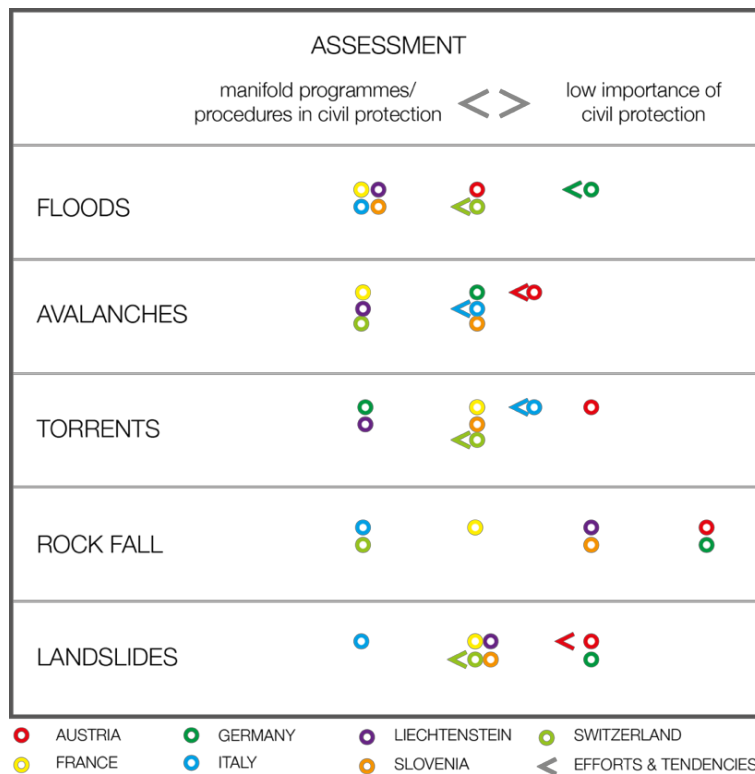 ASSESSMENT
manifold programmes/
procedures in civil protection
low importance of
civil protection
FLOODS
AVALANCHES
TORRENTS
ROCK FALL
LANDSLIDES
AUSTRIA
GERMANY
LIECHTENSTEIN
SWITZERLAND
FRANCE
ITALY
SLOVENIA
EFFORTS & TENDENCIES